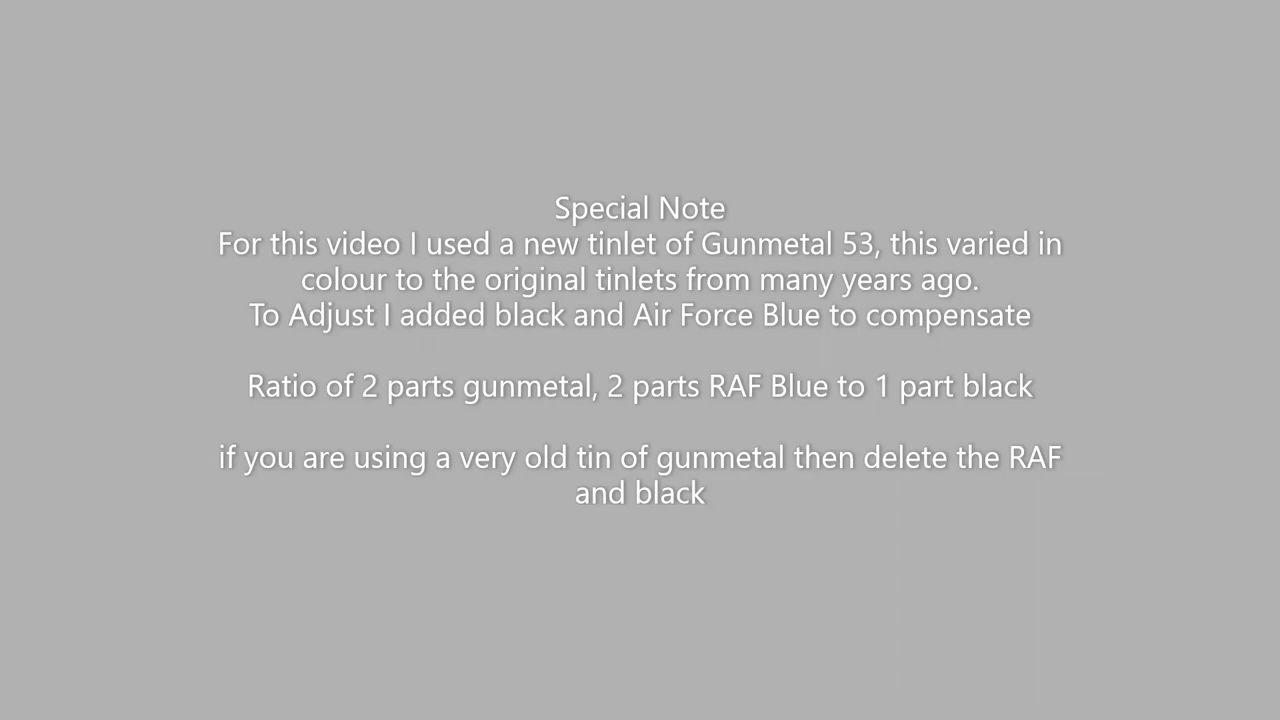 Special Note
For this video I used a new tinlet of Gunmetal 53, this varied in
colour to the original tinlets from many years ago.
To Adjust I added black and Air Force Blue to compensate
Ratio of 2 parts gunmetal, 2 parts RAF Blue to 1 part black
if you are using a very old tin of gunmetal then delete the RAF
and black